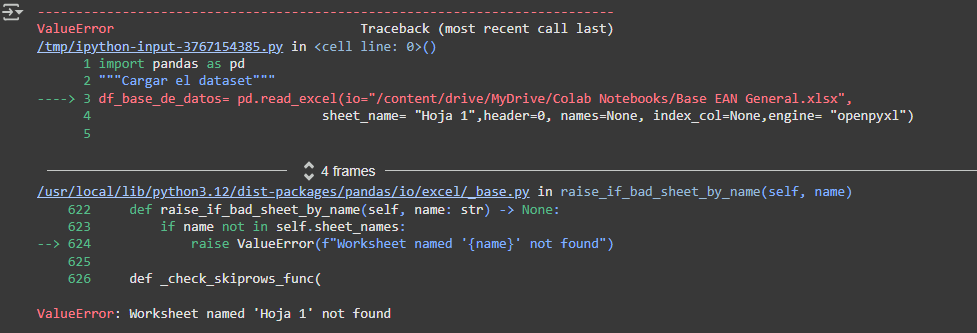 ---------------------------------------------------------------------------
ValueError                                Traceback (most recent call last)
/tmp/ipython-input-3767154385.py in <cell line: 0>()
      1 import pandas as pd
      2 """Cargar el dataset"""
----> 3 df_base_de_datos= pd.read_excel(io="/content/drive/MyDrive/Colab Notebooks/Base EAN General.xlsx",
      4                              sheet_name= "Hoja 1",header=0, names=None, index_col=None,engine= "openpyxl")
      5
4 frames
/usr/local/lib/python3.12/dist-packages/pandas/io/excel/_base.py in raise_if_bad_sheet_by_name(self, name)
    622     def raise_if_bad_sheet_by_name(self, name: str) -> None:
    623         if name not in self.sheet_names:
--> 624             raise ValueError(f"Worksheet named '{name}' not found")
    625
    626     def _check_skiprows_func(
ValueError: Worksheet named 'Hoja 1' not found